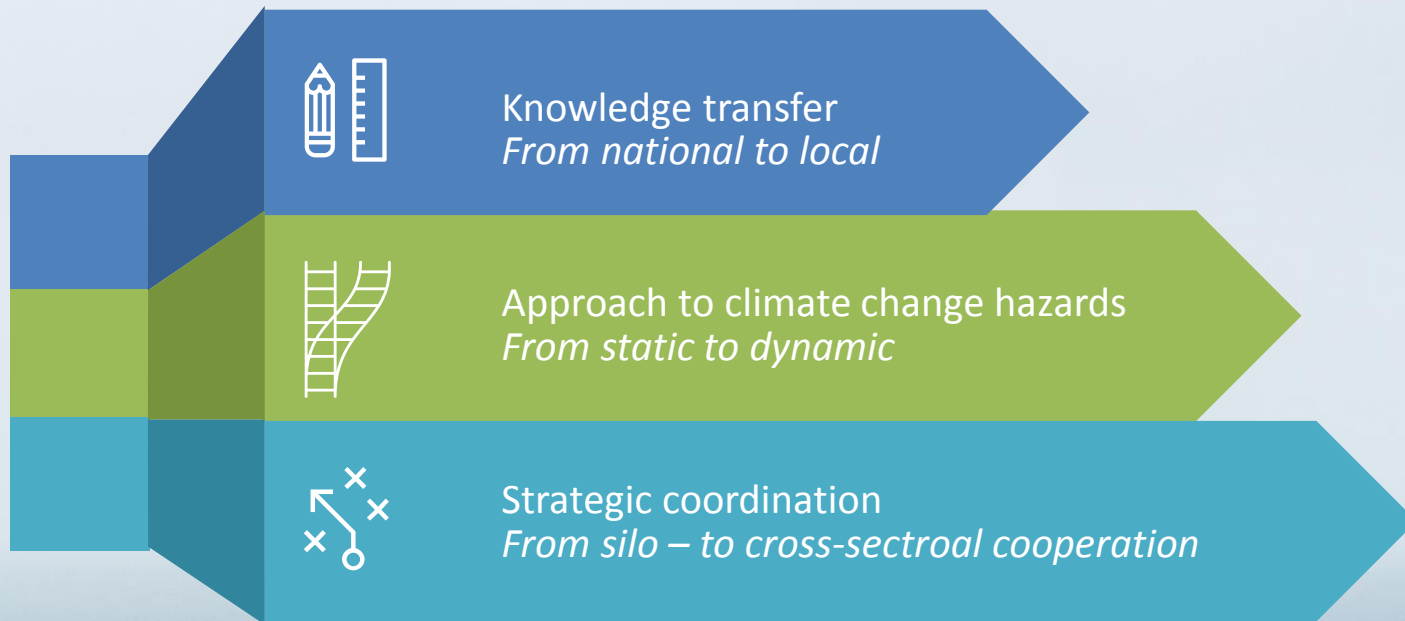 Knowledge transfer
From national to local
Approach to climate change hazards
From static to dynamic
Strategic coordination
From silo – to cross-sectroal cooperation